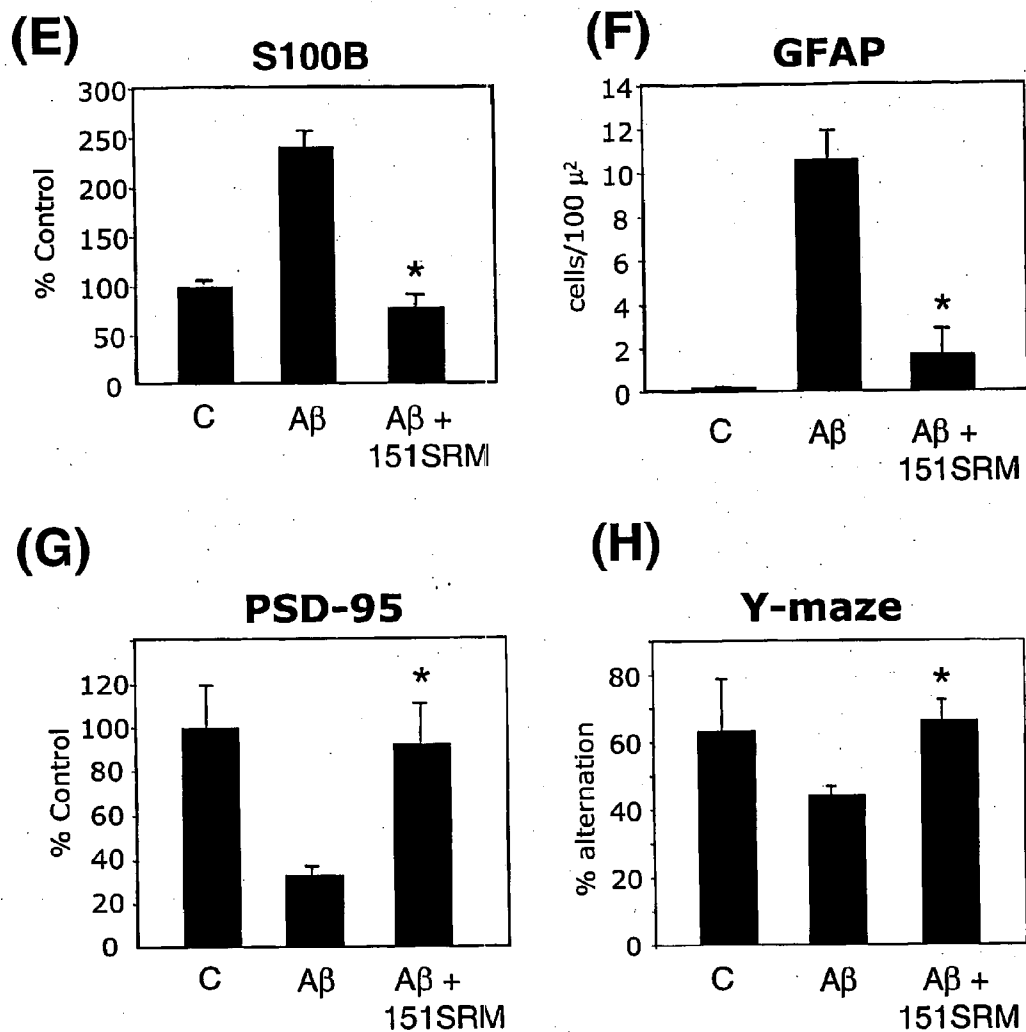 (E)
S100B
300
250
200
150
100
50
0
% Control
*
C
Aβ
Aβ +
151SRM
(F)
GFAP
14
12
10
8
6
4
2
0
cells/100 µ²
*
C
Aβ
Aβ +
151SRM
(G)
PSD-95
120
100
80
60
40
20
0
% Control
*
C
Aβ
Aβ +
151SRM
(H)
Y-maze
80
60
40
20
0
% alternation
*
C
Aβ
Aβ +
151SRM